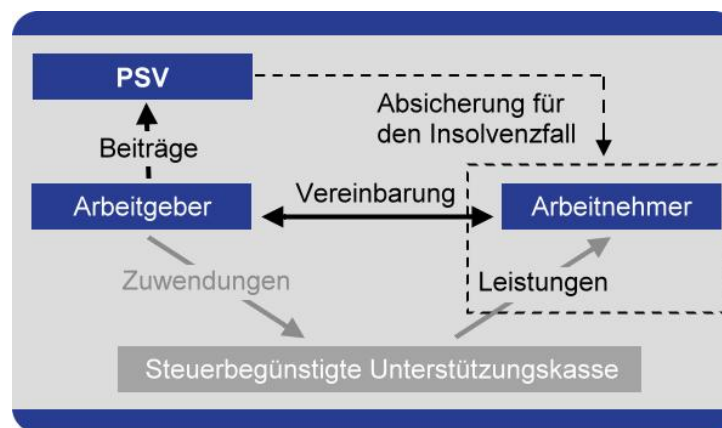 PSV
Absicherung für
den Insolvenzfall
Beiträge
Arbeitgeber
Vereinbarung
Arbeitnehmer
Zuwendungen
Leistungen
Steuerbegünstigte Unterstützungskasse